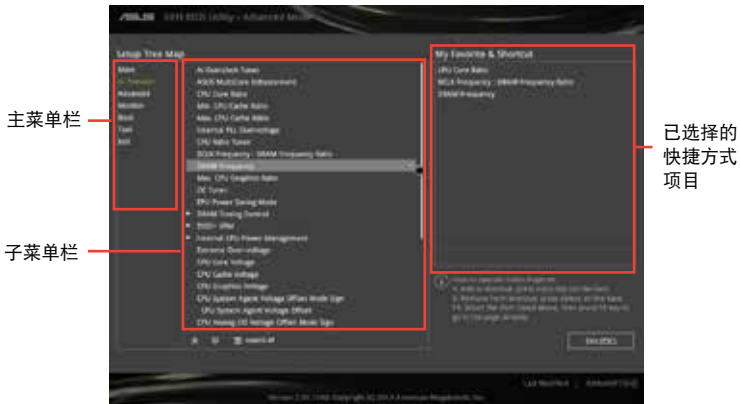 UEFI BIOS Utility - Advanced Mode
Setup Tree Map
Main
Ai Tweaker
Advanced
Monitor
Boot
Tool
Exit
Ai Overclock Tuner
ASUS MultiCore Enhancement
CPU Core Ratio
Min. CPU Cache Ratio
Max. CPU Cache Ratio
Internal PLL Overvoltage
CPU Ratio Tuner
BCLK Frequency : DRAM Frequency Ratio
DRAM Frequency
Max. CPU Graphics Ratio
OC Tuner
EPU Power Saving Mode
DRAM Timing Control
DIGI+ VRM
Internal CPU Power Management
Extreme Over-voltage
CPU Core Voltage
CPU Cache Voltage
CPU Graphics Voltage
CPU System Agent Voltage Offset Mode Sign
CPU System Agent Voltage Offset
CPU Analog I/O Voltage Offset Mode Sign
expand all
My Favorite & Shortcut
CPU Core Ratio
BCLK Frequency : DRAM Frequency Ratio
DRAM Frequency
Exit (ESC)
主菜单栏
子菜单栏
已选择的
快捷方式
项目